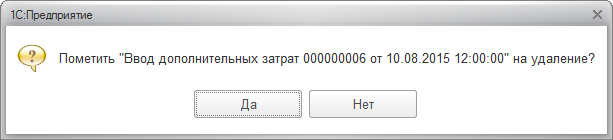 1С:Предприятие
Пометить "Ввод дополнительных затрат 000000006 от 10.08.2015 12:00:00" на удаление?
Да
Нет